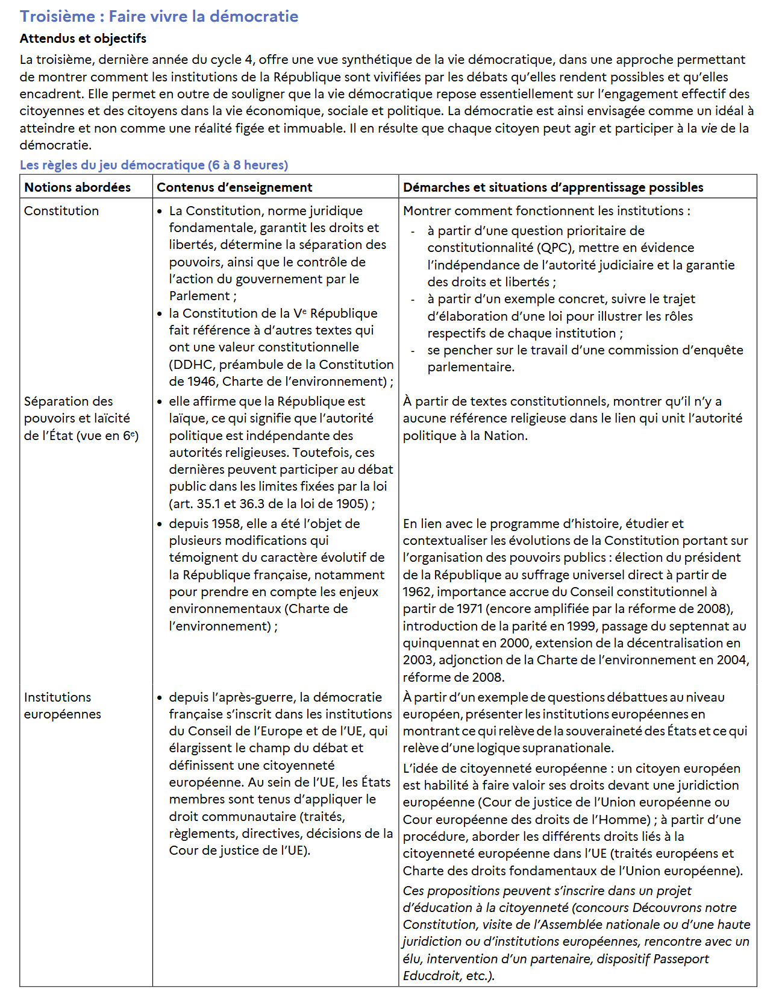 Troisième : Faire vivre la démocratie
Attendus et objectifs
La troisième, dernière année du cycle 4, offre une vue synthétique de la vie démocratique, dans une approche permettant
de montrer comment les institutions de la République sont vivifiées par les débats qu’elles rendent possibles et qu’elles
encadrent. Elle permet en outre de souligner que la vie démocratique repose essentiellement sur l’engagement effectif des
citoyennes et des citoyens dans la vie économique, sociale et politique. La démocratie est ainsi envisagée comme un idéal à
atteindre et non comme une réalité figée et immuable. Il en résulte que chaque citoyen peut agir et participer à la vie de la
démocratie.
Les règles du jeu démocratique (6 à 8 heures)
Notions abordées
Contenus d’enseignement
Démarches et situations d’apprentissage possibles
Constitution
• La Constitution, norme juridique
fondamentale, garantit les droits et
libertés, détermine la séparation des
pouvoirs, ainsi que le contrôle de
l’action du gouvernement par le
Parlement ;
• la Constitution de la Vᵉ République
fait référence à d’autres textes qui
ont une valeur constitutionnelle
(DDHC, préambule de la Constitution
de 1946, Charte de l’environnement) ;
Montrer comment fonctionnent les institutions :
- à partir d’une question prioritaire de
constitutionnalité (QPC), mettre en évidence
l’indépendance de l’autorité judiciaire et la garantie
des droits et libertés ;
- à partir d’un exemple concret, suivre le trajet
d’élaboration d’une loi pour illustrer les rôles
respectifs de chaque institution ;
- se pencher sur le travail d’une commission d’enquête
parlementaire.
Séparation des
pouvoirs et laïcité
de l’État (vue en 6ᵉ)
• elle affirme que la République est
laïque, ce qui signifie que l’autorité
politique est indépendante des
autorités religieuses. Toutefois, ces
dernières peuvent participer au débat
public dans les limites fixées par la loi
(art. 35.1 et 36.3 de la loi de 1905) ;
À partir de textes constitutionnels, montrer qu’il n’y a
aucune référence religieuse dans le lien qui unit l’autorité
politique à la Nation.
• depuis 1958, elle a été l’objet de
plusieurs modifications qui
témoignent du caractère évolutif de
la République française, notamment
pour prendre en compte les enjeux
environnementaux (Charte de
l’environnement) ;
En lien avec le programme d’histoire, étudier et
contextualiser les évolutions de la Constitution portant sur
l’organisation des pouvoirs publics : élection du président
de la République au suffrage universel direct à partir de
1962, importance accrue du Conseil constitutionnel à
partir de 1971 (encore amplifiée par la réforme de 2008),
introduction de la parité en 1999, passage du septennat au
quinquennat en 2000, extension de la décentralisation en
2003, adjonction de la Charte de l’environnement en 2004,
réforme de 2008.
Institutions
européennes
• depuis l’après-guerre, la démocratie
française s’inscrit dans les institutions
du Conseil de l’Europe et de l’UE, qui
élargissent le champ du débat et
définissent une citoyenneté
européenne. Au sein de l’UE, les États
membres sont tenus d’appliquer le
droit communautaire (traités,
règlements, directives, décisions de la
Cour de justice de l’UE).
À partir d’un exemple de questions débattues au niveau
européen, présenter les institutions européennes en
montrant ce qui relève de la souveraineté des États et ce qui
relève d’une logique supranationale.
L’idée de citoyenneté européenne : un citoyen européen
est habilité à faire valoir ses droits devant une juridiction
européenne (Cour de justice de l’Union européenne ou
Cour européenne des droits de l’Homme) ; à partir d’une
procédure, aborder les différents droits liés à la
citoyenneté européenne dans l’UE (traités européens et
Charte des droits fondamentaux de l’Union européenne).
Ces propositions peuvent s’inscrire dans un projet
d’éducation à la citoyenneté (concours Découvrons notre
Constitution, visite de l’Assemblée nationale ou d’une haute
juridiction ou d’institutions européennes, rencontre avec un
élu, intervention d’un partenaire, dispositif Passeport
Educdroit, etc.).